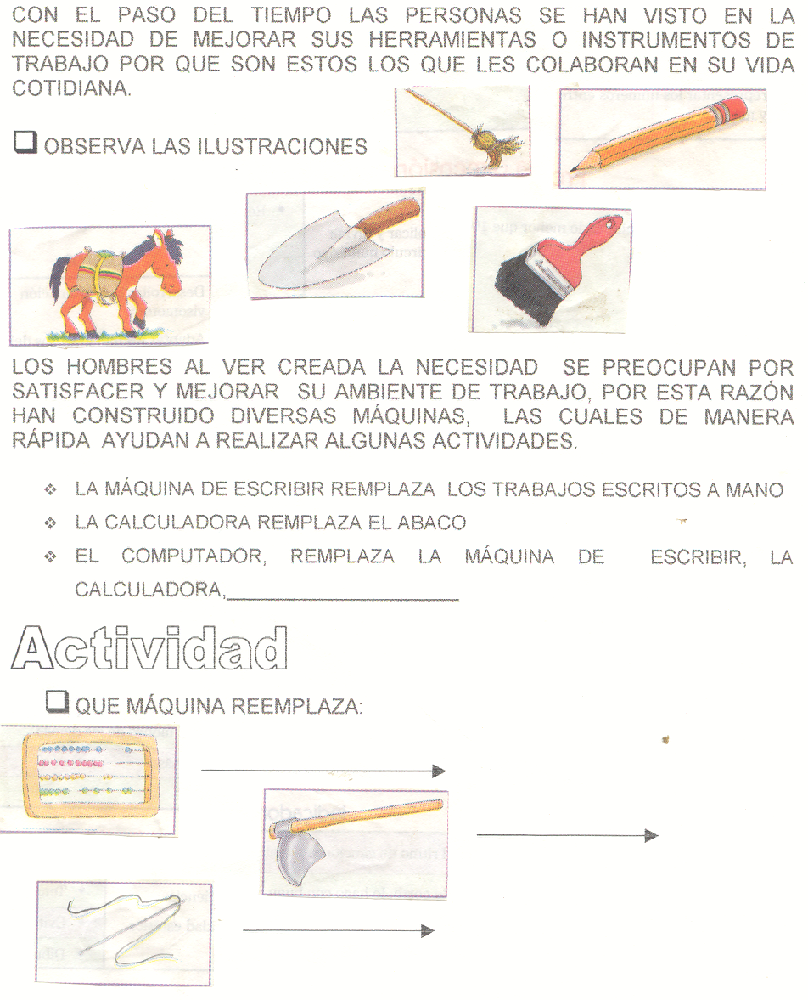 CON EL PASO DEL TIEMPO LAS PERSONAS SE HAN VISTO EN LA
NECESIDAD DE MEJORAR SUS HERRAMIENTAS O INSTRUMENTOS DE
TRABAJO POR QUE SON ESTOS LOS QUE LES COLABORAN EN SU VIDA
COTIDIANA.
OBSERVA LAS ILUSTRACIONES
LOS HOMBRES AL VER CREADA LA NECESIDAD SE PREOCUPAN POR
SATISFACER Y MEJORAR SU AMBIENTE DE TRABAJO, POR ESTA RAZÓN
HAN CONSTRUIDO DIVERSAS MÁQUINAS, LAS CUALES DE MANERA
RÁPIDA AYUDAN A REALIZAR ALGUNAS ACTIVIDADES.
LA MÁQUINA DE ESCRIBIR REMPLAZA LOS TRABAJOS ESCRITOS A MANO
LA CALCULADORA REMPLAZA EL ABACO
EL COMPUTADOR, REMPLAZA LA MÁQUINA DE ESCRIBIR, LA
CALCULADORA,
Actividad
QUE MÁQUINA REEMPLAZA: